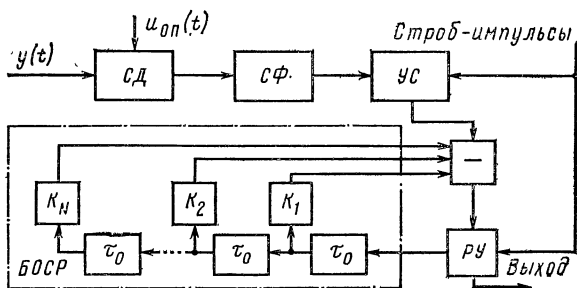 u_оп(t)
y(t)
Строб-импульсы
СД
СФ
УС
—
K_N
K_2
K_1
τ_0
τ_0
τ_0
РУ
БОСР
Выход